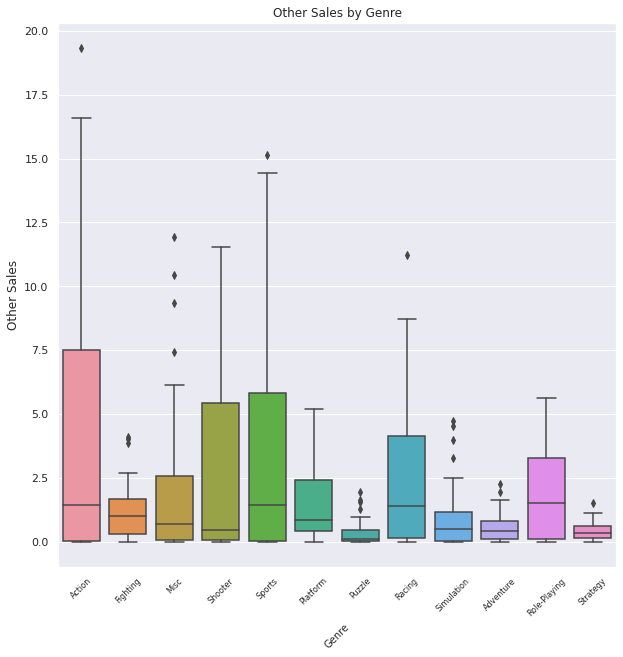 Other Sales by Genre
20.0
17.5
15.0
12.5
10.0
7.5
5.0
2.5
0.0
Other Sales
Action
Fighting
Misc
Shooter
Sports
Platform
Puzzle
Racing
Simulation
Adventure
Role-Playing
Strategy
Genre